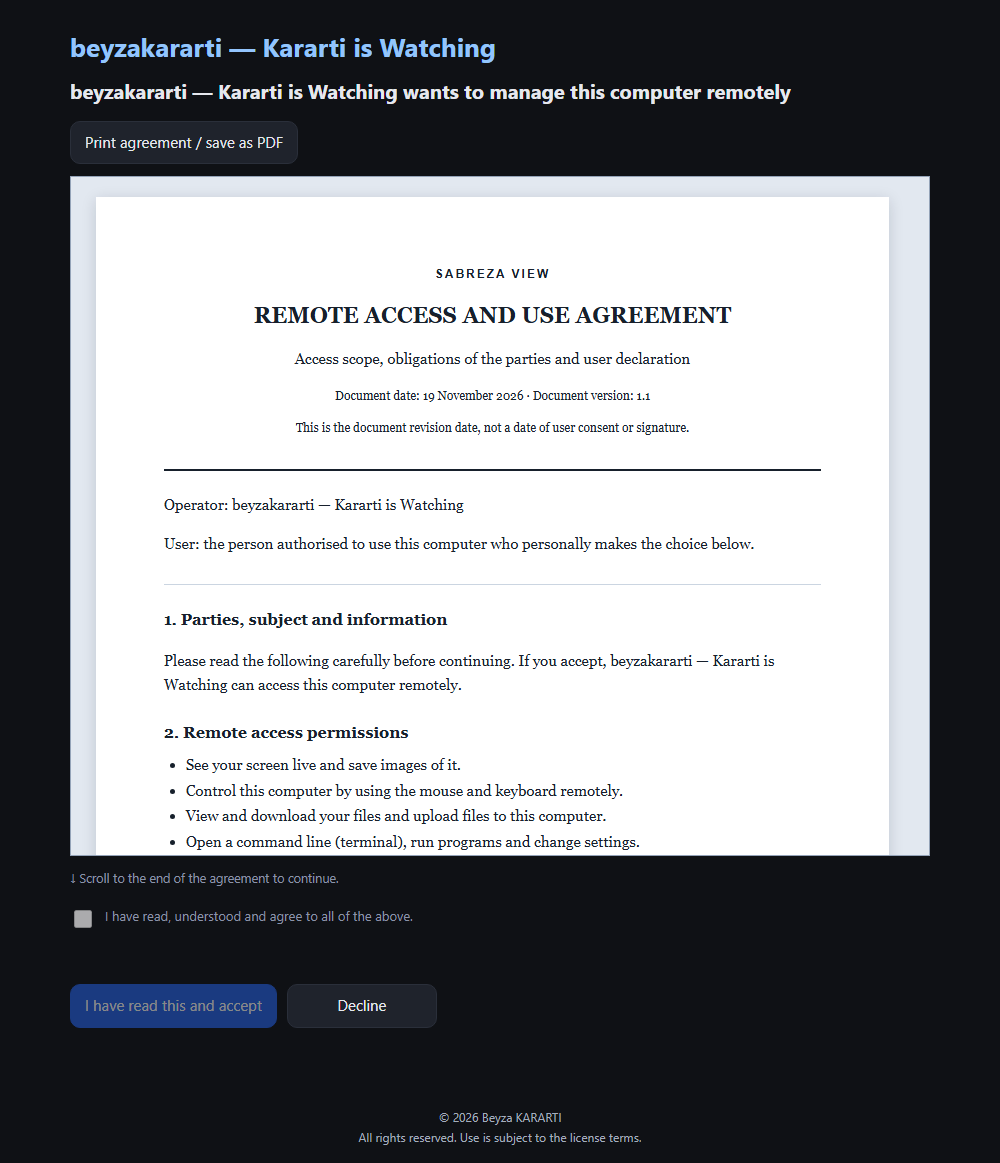 beyzakararti — Kararti is Watching
beyzakararti — Kararti is Watching wants to manage this computer remotely
Print agreement / save as PDF
SABREZA VIEW
REMOTE ACCESS AND USE AGREEMENT
Access scope, obligations of the parties and user declaration
Document date: 19 November 2026 · Document version: 1.1
This is the document revision date, not a date of user consent or signature.
Operator: beyzakararti — Kararti is Watching
User: the person authorised to use this computer who personally makes the choice below.
1. Parties, subject and information
Please read the following carefully before continuing. If you accept, beyzakararti — Kararti is
Watching can access this computer remotely.
2. Remote access permissions
• See your screen live and save images of it.
• Control this computer by using the mouse and keyboard remotely.
• View and download your files and upload files to this computer.
• Open a command line (terminal), run programs and change settings.
↓ Scroll to the end of the agreement to continue.
I have read, understood and agree to all of the above.
I have read this and accept
Decline
© 2026 Beyza KARARTI
All rights reserved. Use is subject to the license terms.